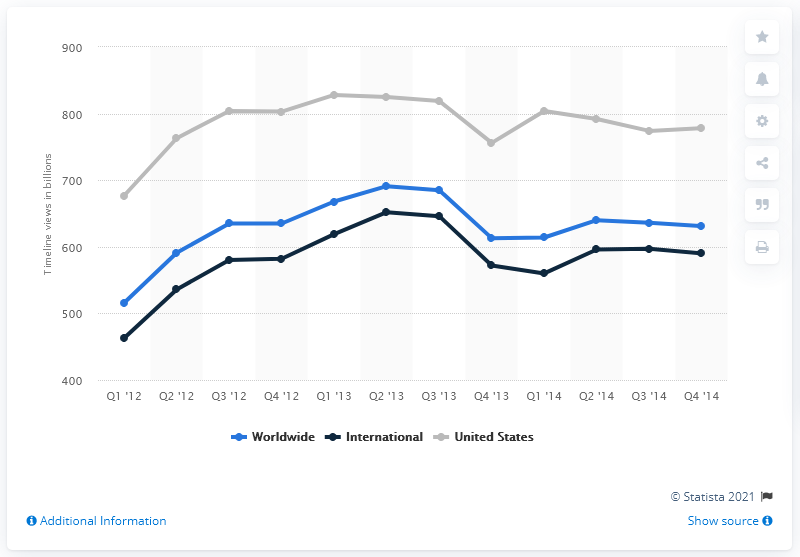 900
800
700
600
500
400
Timeline views in billions
Q1 '12 Q2 '12 Q3 '12 Q4 '12 Q1 '13 Q2 '13 Q3 '13 Q4 '13 Q1 '14 Q2 '14 Q3 '14 Q4 '14
Worldwide International United States
© Statista 2021
Additional Information Show source